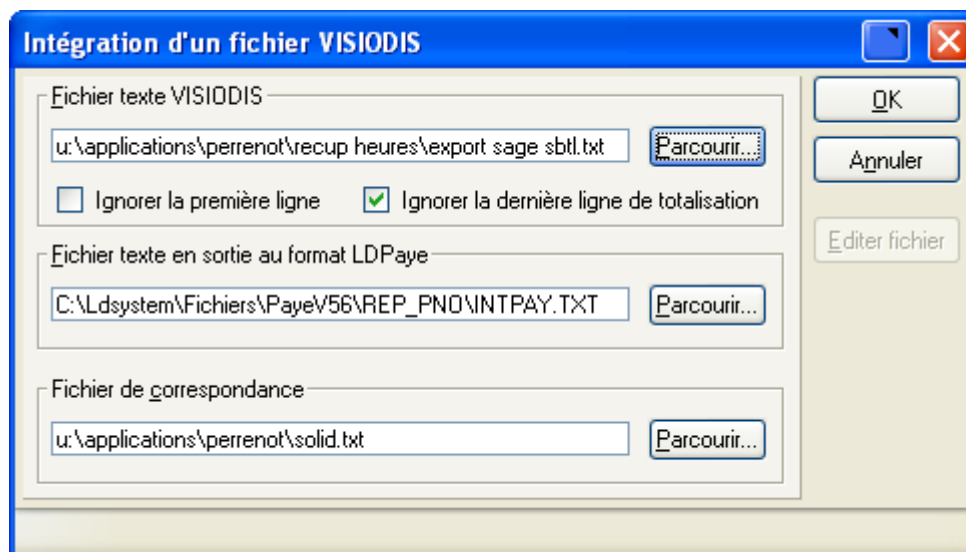 Intégration d'un fichier VISIODIS
Fichier texte VISIODIS
u:\applications\perrenot\recup heures\export sage sbtl.txt Parcourir...
Ignorer la première ligne Ignorer la dernière ligne de totalisation
Fichier texte en sortie au format LDPaye
C:\Ldsystem\Fichiers\PayeV56\REP_PNO\INTPAY.TXT Parcourir...
Fichier de correspondance
u:\applications\perrenot\solid.txt Parcourir...
OK
Annuler
Editer fichier